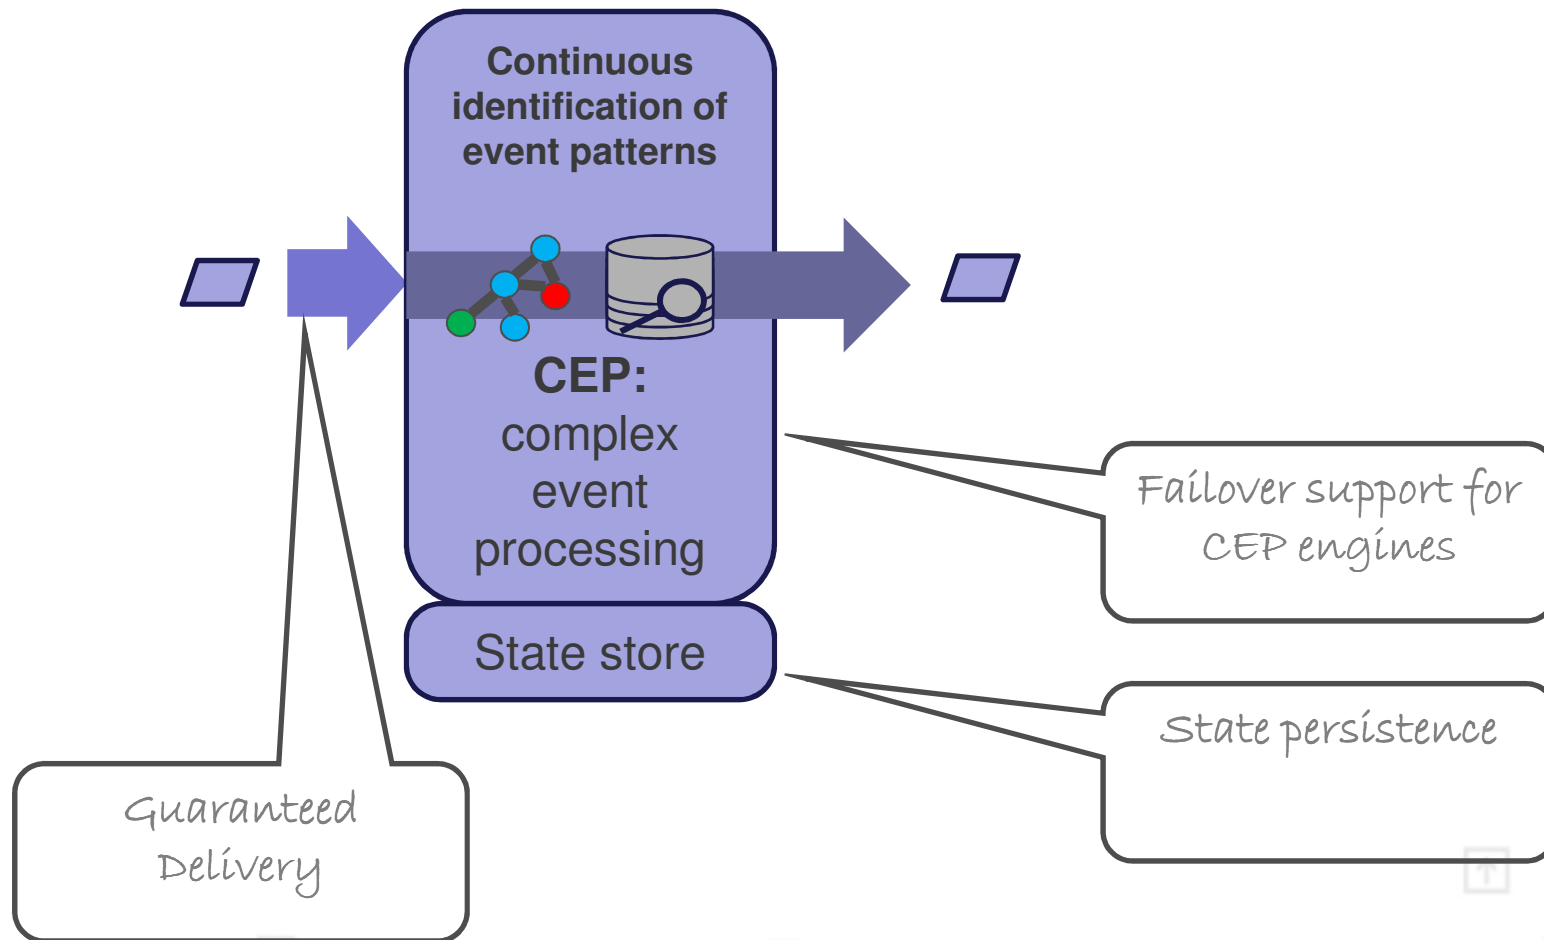 Continuous
identification of
event patterns
CEP:
complex
event
processing
State store
Failover support for
CEP engines
State persistence
Guaranteed
Delivery